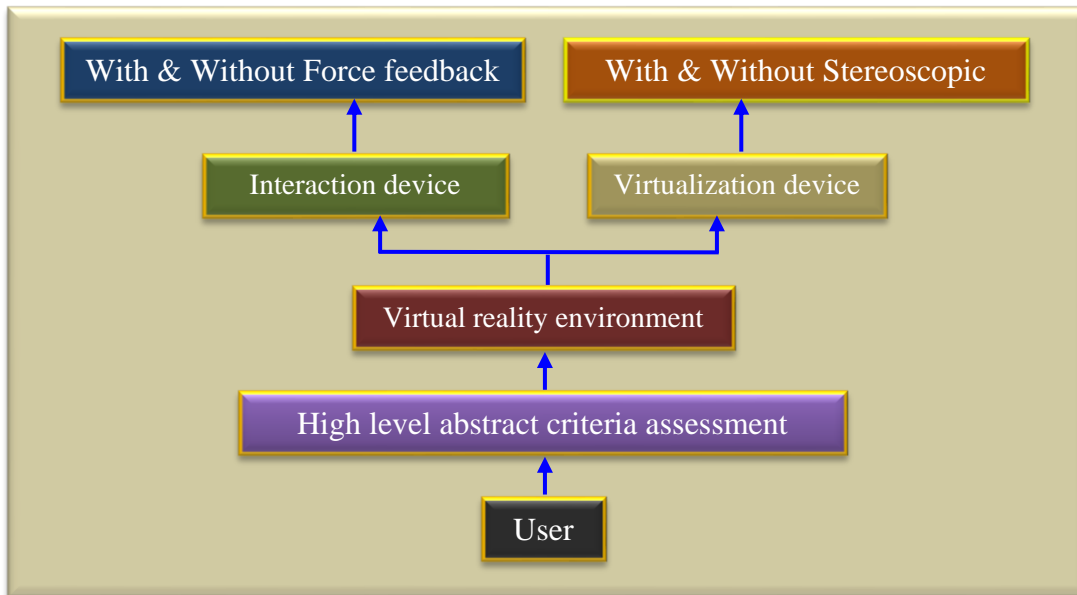 With & Without Force feedback
With & Without Stereoscopic
Interaction device
Virtualization device
Virtual reality environment
High level abstract criteria assessment
User